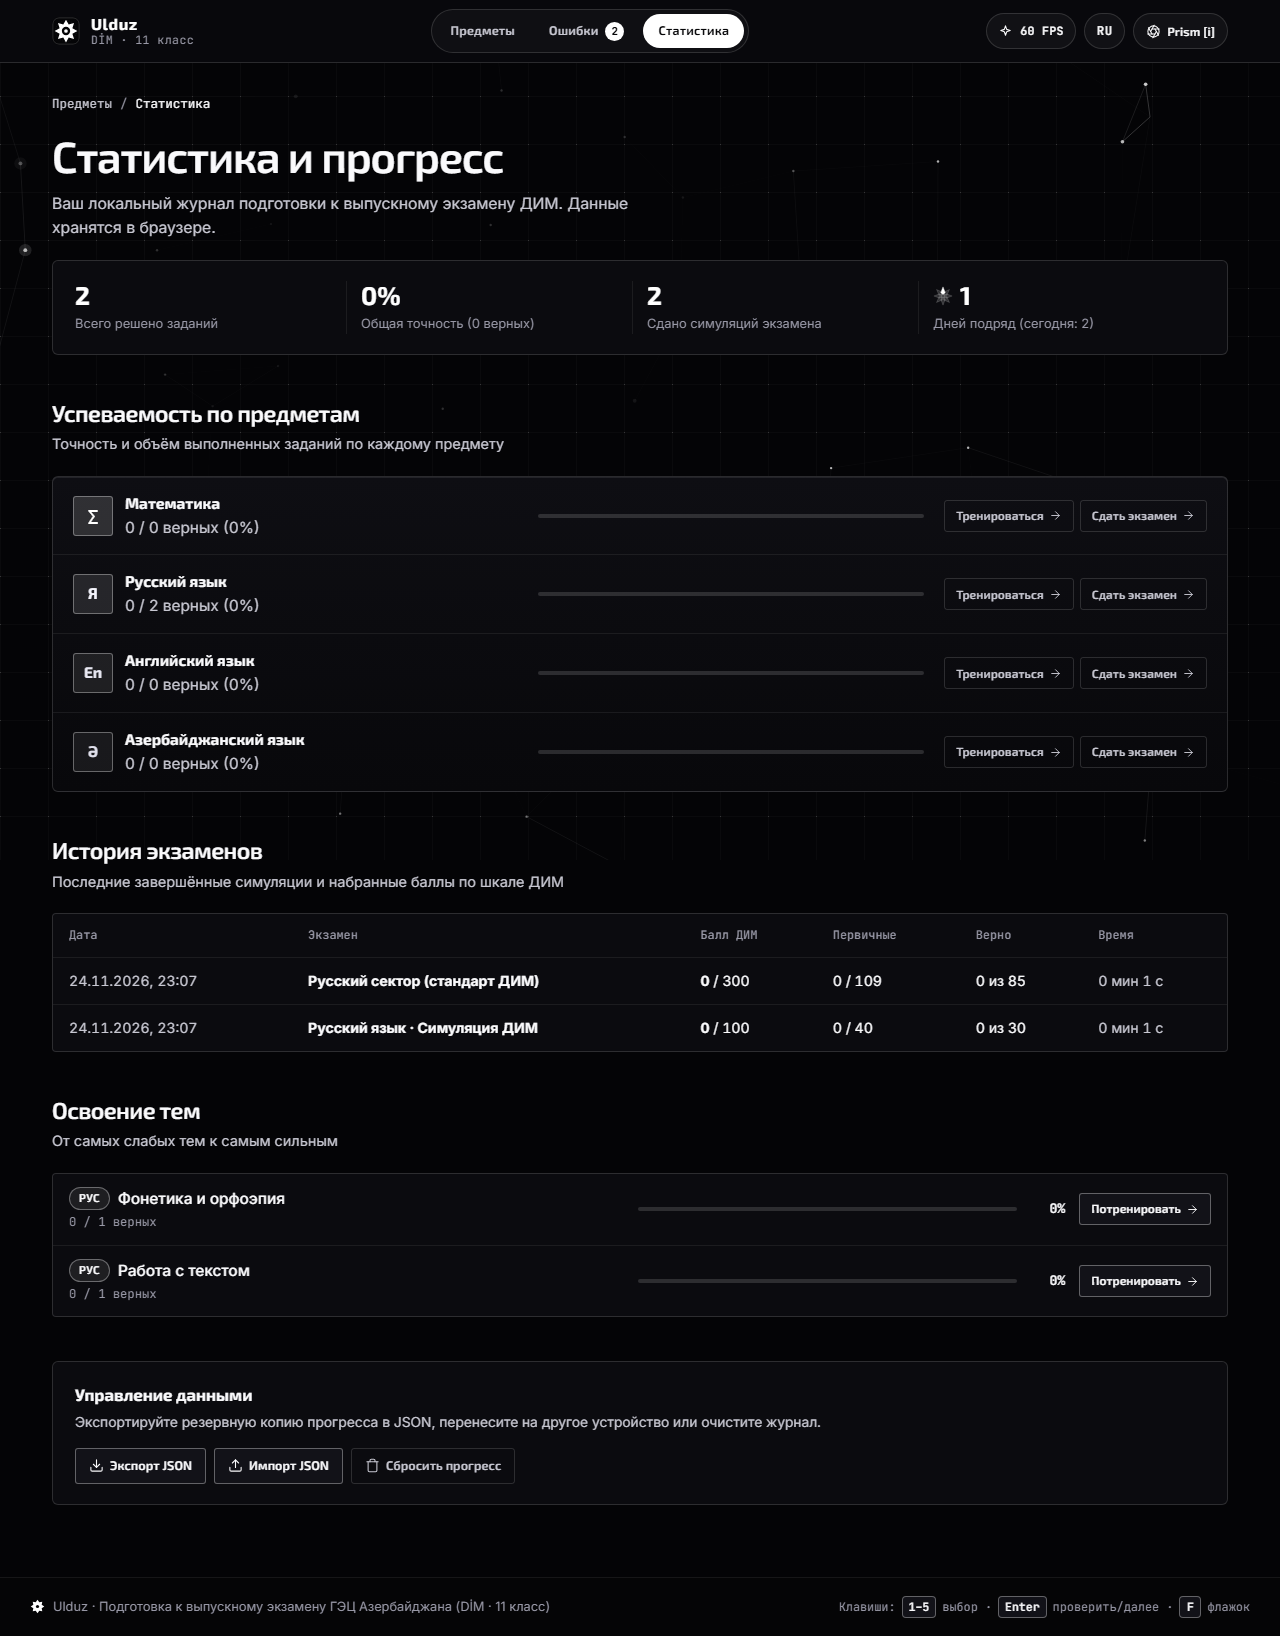 Ulduz
DİM · 11 класс
Предметы
Ошибки 2
Статистика
60 FPS
RU
Prism [i]
Предметы / Статистика
Статистика и прогресс
Ваш локальный журнал подготовки к выпускному экзамену ДИМ. Данные
хранятся в браузере.
2
Всего решено заданий
0%
Общая точность (0 верных)
2
Сдано симуляций экзамена
1
Дней подряд (сегодня: 2)
Успеваемость по предметам
Точность и объём выполненных заданий по каждому предмету
Σ
Математика
0 / 0 верных (0%)
Тренироваться →
Сдать экзамен →
Я
Русский язык
0 / 2 верных (0%)
Тренироваться →
Сдать экзамен →
En
Английский язык
0 / 0 верных (0%)
Тренироваться →
Сдать экзамен →
Ə
Азербайджанский язык
0 / 0 верных (0%)
Тренироваться →
Сдать экзамен →
История экзаменов
Последние завершённые симуляции и набранные баллы по шкале ДИМ
Дата Экзамен Балл ДИМ Первичные Верно Время
24.11.2026, 23:07 Русский сектор (стандарт ДИМ) 0 / 300 0 / 109 0 из 85 0 мин 1 с
24.11.2026, 23:07 Русский язык · Симуляция ДИМ 0 / 100 0 / 40 0 из 30 0 мин 1 с
Освоение тем
От самых слабых тем к самым сильным
РУС Фонетика и орфоэпия
0 / 1 верных
0%
Потренировать →
РУС Работа с текстом
0 / 1 верных
0%
Потренировать →
Управление данными
Экспортируйте резервную копию прогресса в JSON, перенесите на другое устройство или очистите журнал.
Экспорт JSON
Импорт JSON
Сбросить прогресс
Ulduz · Подготовка к выпускному экзамену ГЭЦ Азербайджана (DİM · 11 класс)
Клавиши: 1–5 выбор · Enter проверить/далее · F флажок